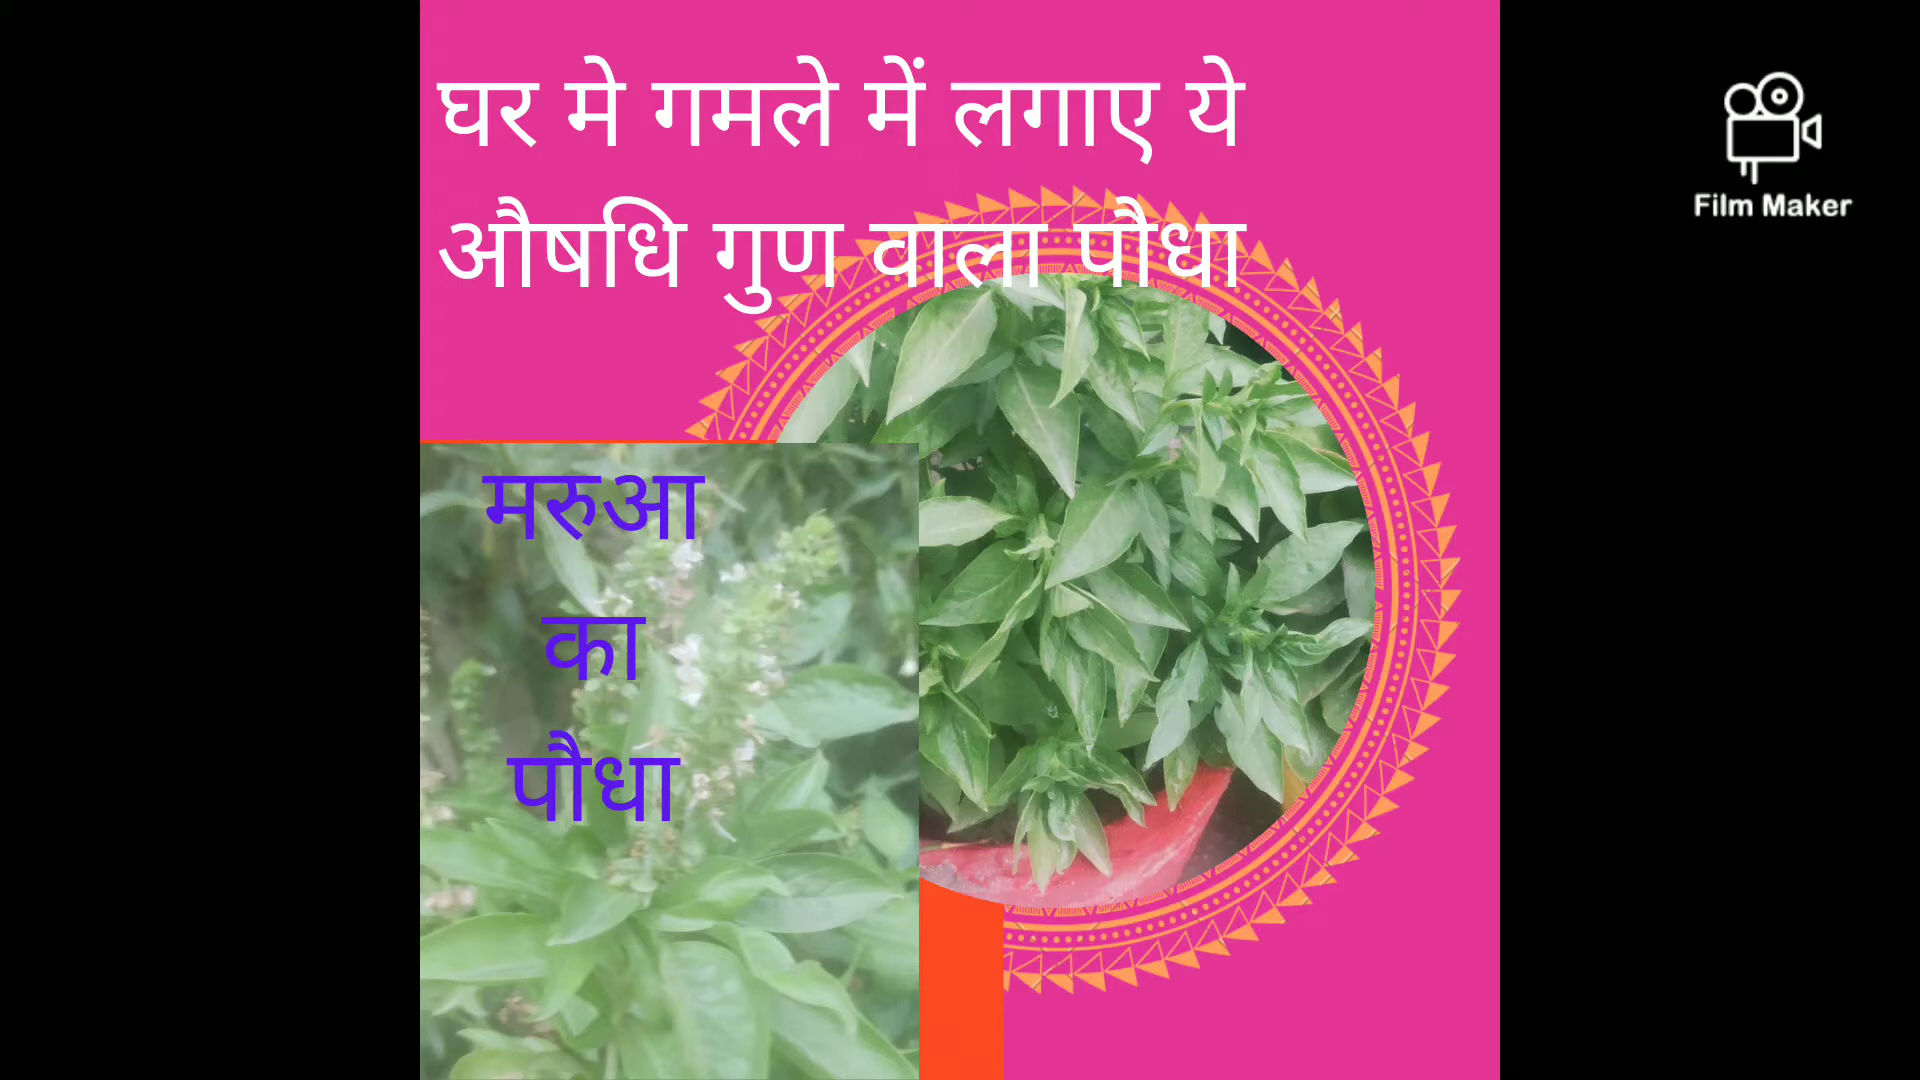 घर मे गमले में लगाए ये
औषधि गुण वाला पौधा
मरुआ
का
पौधा
Film Maker